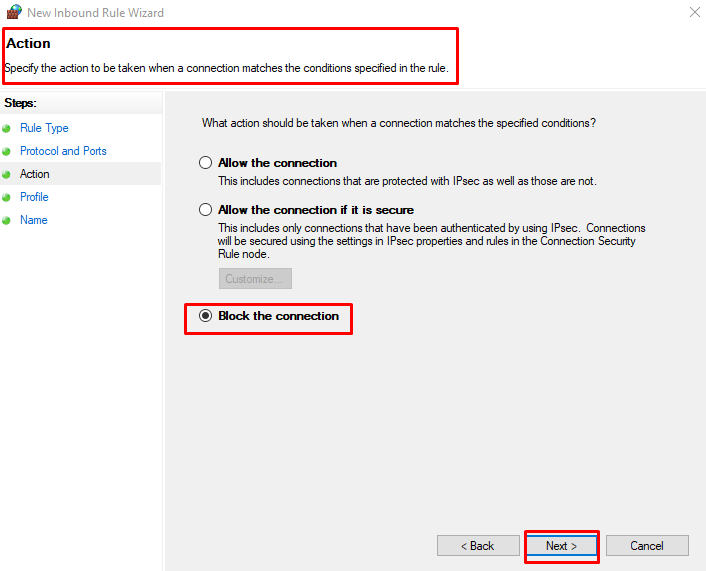 New Inbound Rule Wizard
Action
Specify the action to be taken when a connection matches the conditions specified in the rule.
Steps:
Rule Type
Protocol and Ports
Action
Profile
Name
What action should be taken when a connection matches the specified conditions?
Allow the connection
This includes connections that are protected with IPsec as well as those are not.
Allow the connection if it is secure
This includes only connections that have been authenticated by using IPsec.  Connections
will be secured using the settings in IPsec properties and rules in the Connection Security
Rule node.
Customize...
Block the connection
< Back
Next >
Cancel